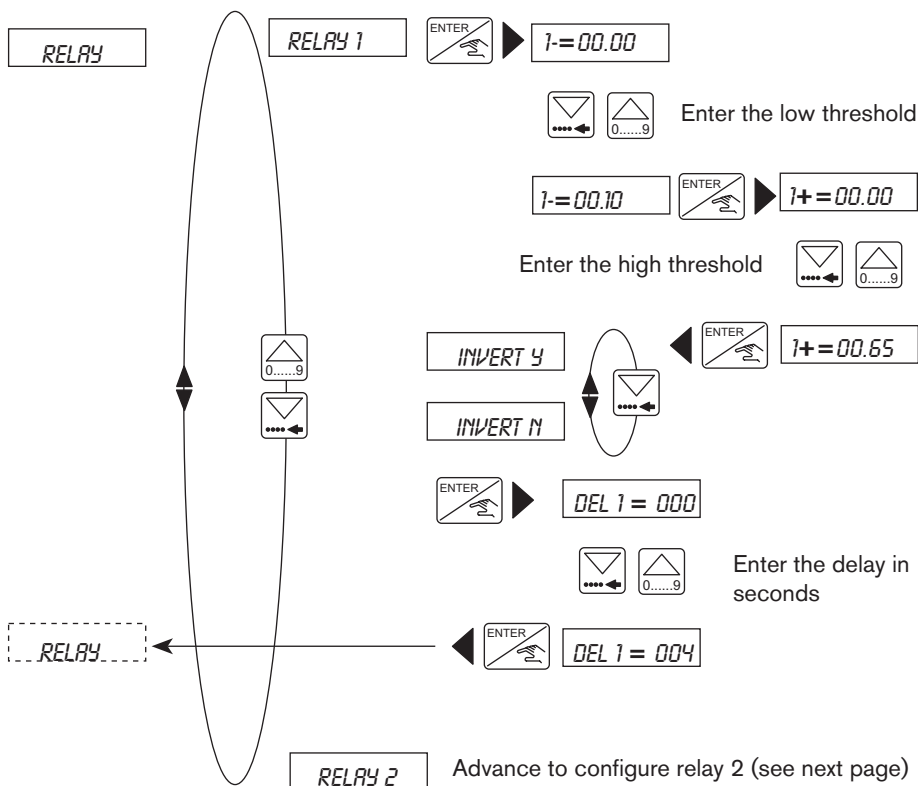 RELAY
RELAY 1
ENTER
1-=00.00
0......9
Enter the low threshold
1-=00.10
ENTER
1+=00.00
Enter the high threshold
0......9
0......9
INVERT Y
ENTER
1+=00.65
INVERT N
ENTER
DEL 1 = 000
0......9
Enter the delay in
seconds
RELAY
ENTER
DEL 1 = 004
RELAY 2
Advance to configure relay 2 (see next page)